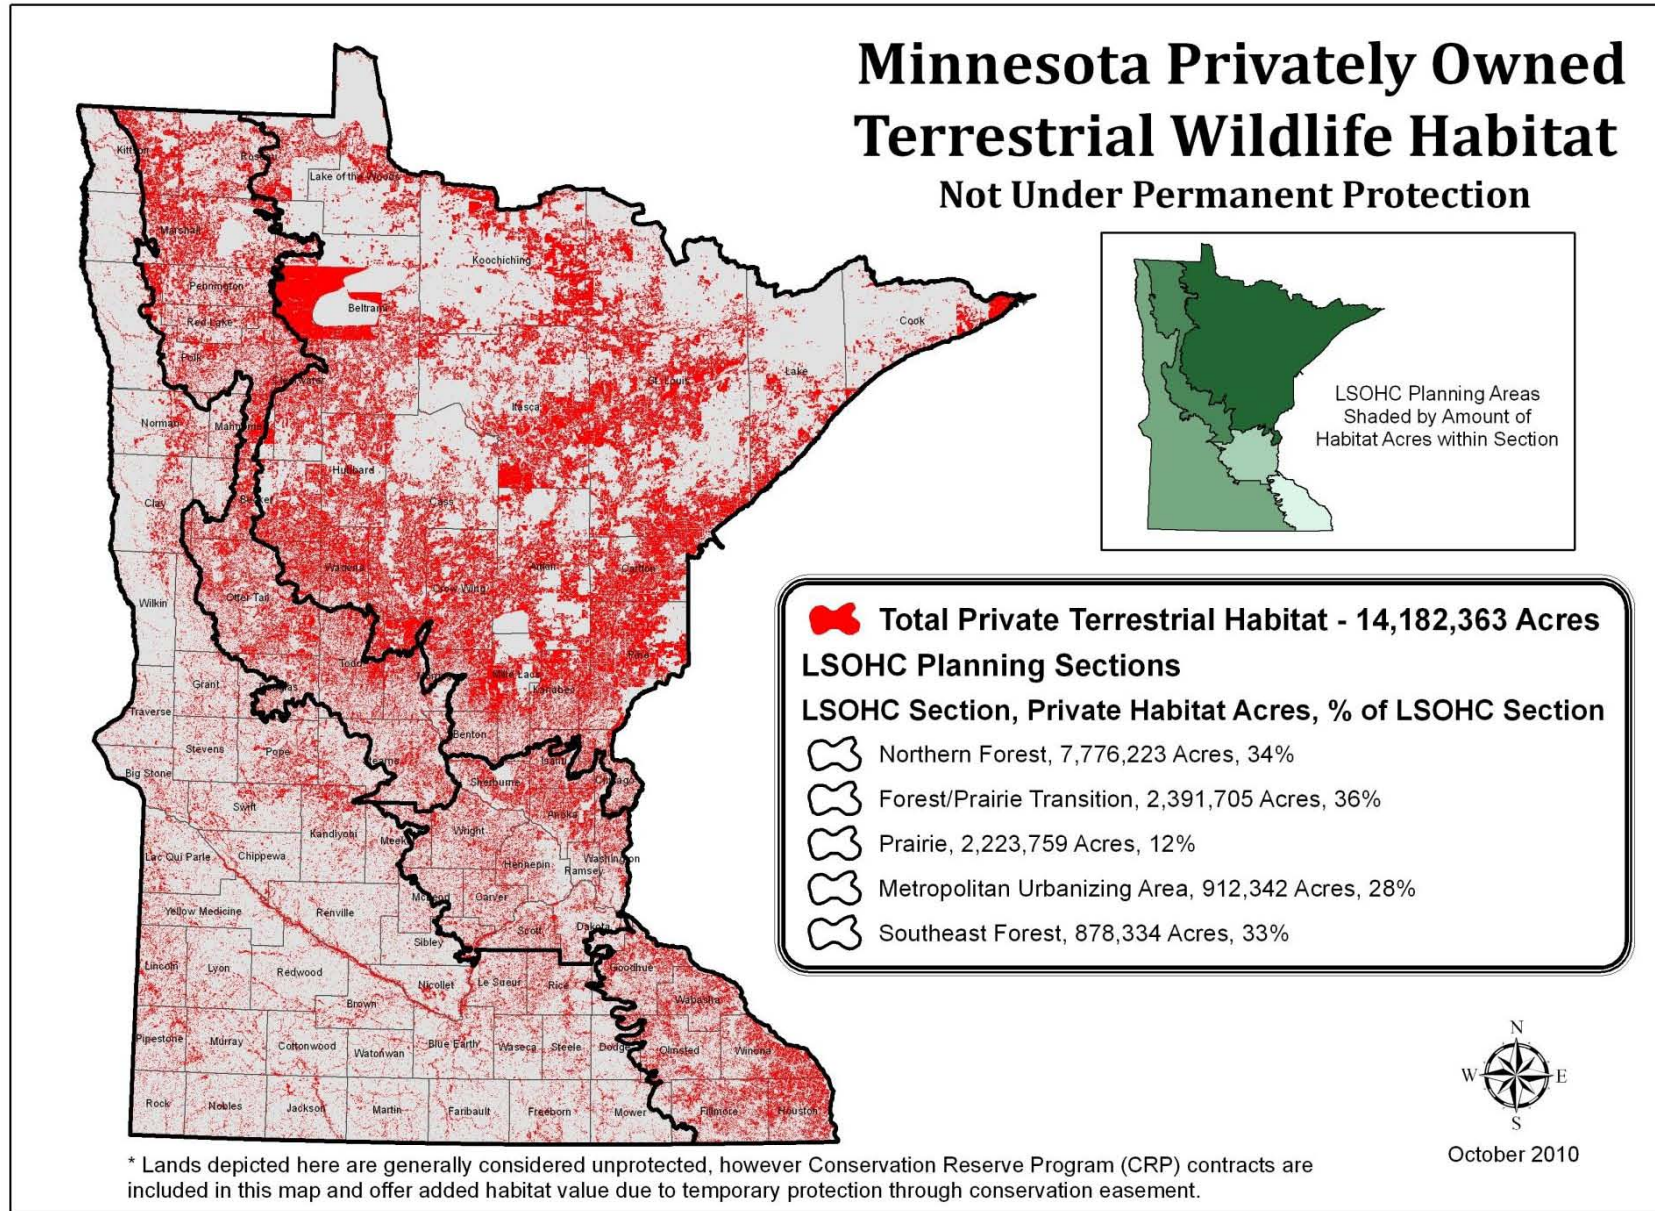 Minnesota Privately Owned
Terrestrial Wildlife Habitat
Not Under Permanent Protection
LSOHC Planning Areas
Shaded by Amount of
Habitat Acres within Section
Total Private Terrestrial Habitat - 14,182,363 Acres
LSOHC Planning Sections
LSOHC Section, Private Habitat Acres, % of LSOHC Section
Northern Forest, 7,776,223 Acres, 34%
Forest/Prairie Transition, 2,391,705 Acres, 36%
Prairie, 2,223,759 Acres, 12%
Metropolitan Urbanizing Area, 912,342 Acres, 28%
Southeast Forest, 878,334 Acres, 33%
Lake of the Woods
Marshall
Koochiching
Pennington
Beltrami
Red Lake
Polk
Cook
Lake
St. Louis
Itasca
Norman
Hubbard
Cass
Clay
Wadena
Crow Wing
Aitkin
Carlton
Wilkin
Otter Tail
Todd
Mille Lacs
Kanabec
Pine
Grant
Traverse
Stevens
Pope
Benton
Big Stone
Swift
Sherburne
Isanti
Chisago
Anoka
Kandiyohi
Wright
Lac Qui Parle
Chippewa
Hennepin
Washington
Ramsey
Carver
Yellow Medicine
Renville
Scott
Dakota
Sibley
Lincoln
Lyon
Redwood
Nicollet
Le Sueur
Rice
Goodhue
Brown
Wabasha
Pipestone
Murray
Cottonwood
Watonwan
Blue Earth
Waseca
Steele
Dodge
Olmsted
Winona
Rock
Nobles
Jackson
Martin
Faribault
Freeborn
Mower
Fillmore
Houston
N
W
E
S
October 2010
* Lands depicted here are generally considered unprotected, however Conservation Reserve Program (CRP) contracts are
included in this map and offer added habitat value due to temporary protection through conservation easement.